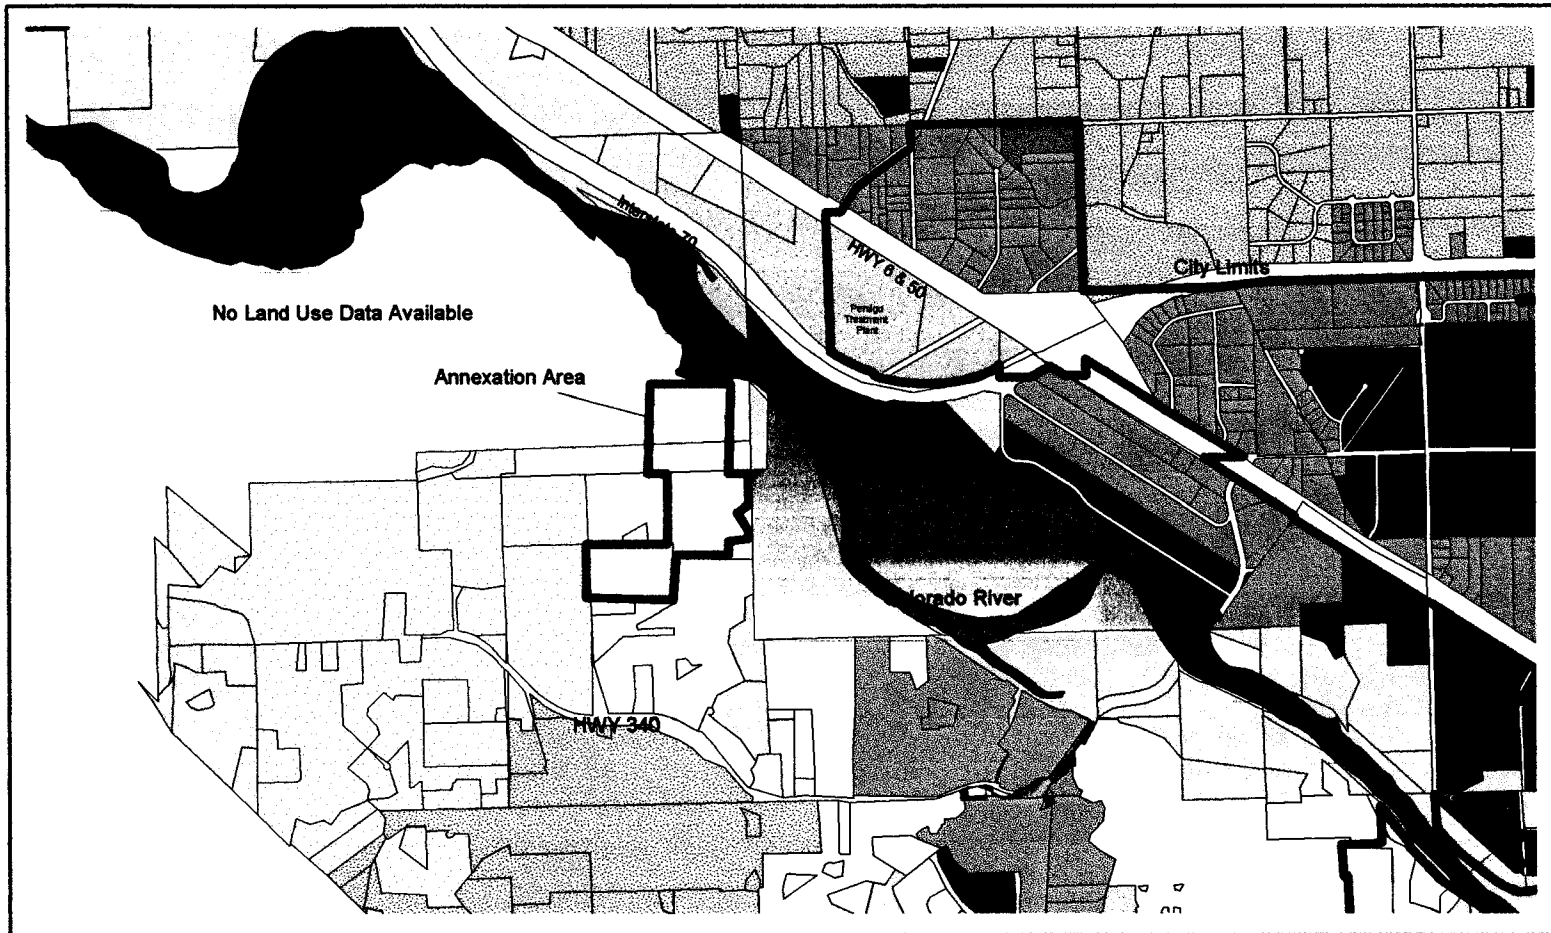 Interstate 70
HWY 6 & 50
City Limits
Persigo
Treatment
Plant
No Land Use Data Available
Annexation Area
Colorado River
HWY 340